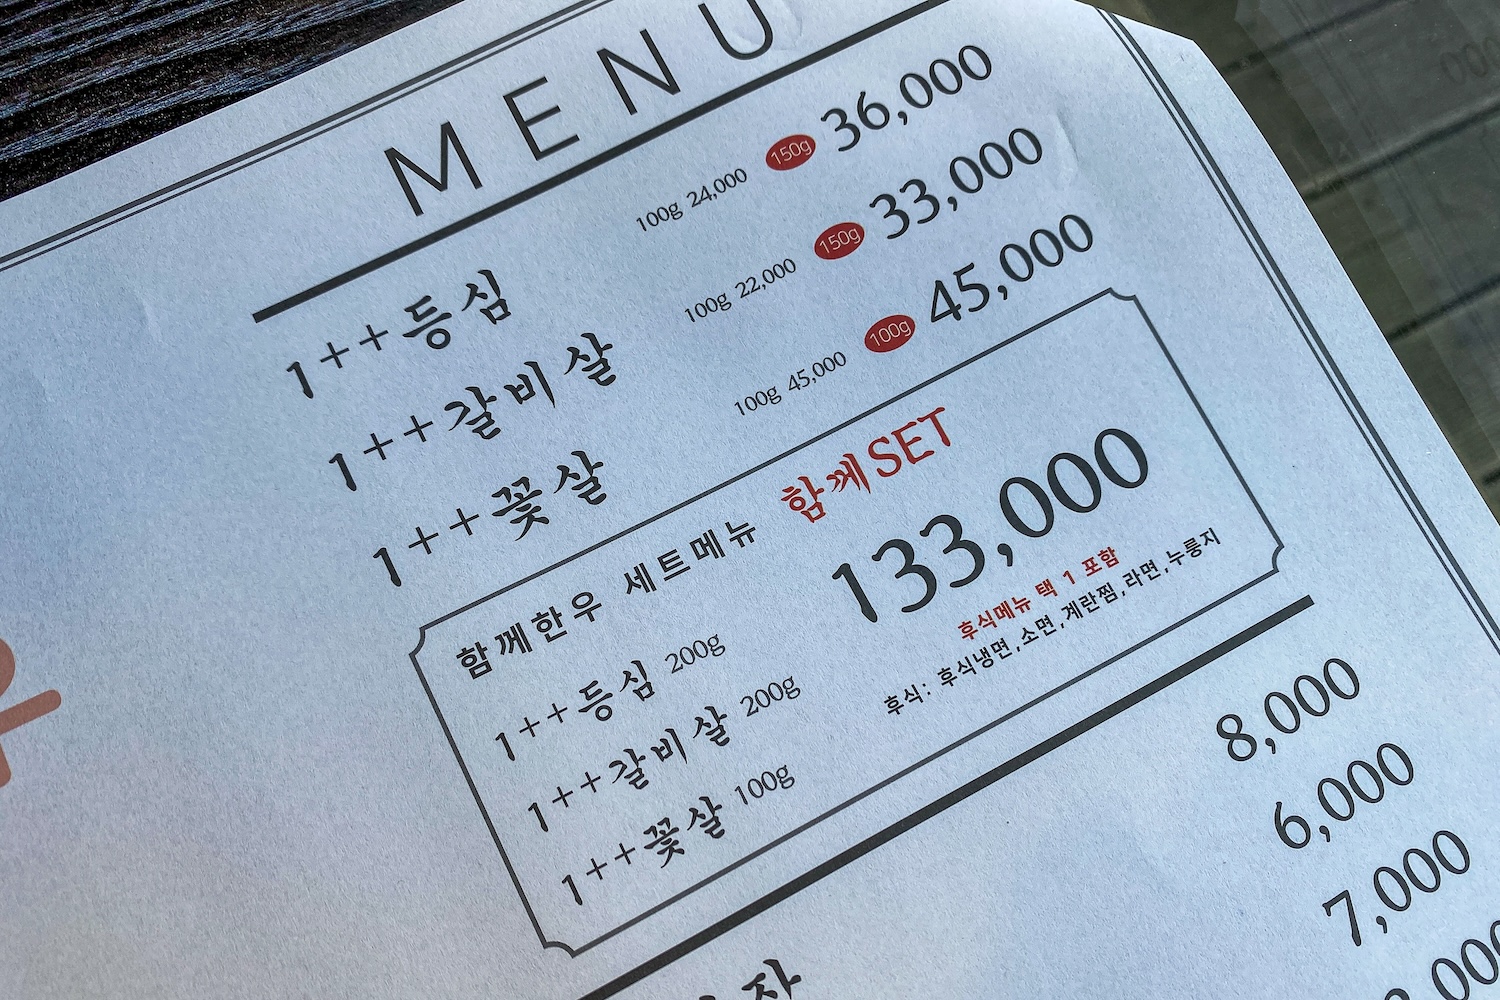 MENU
1++등심 100g 24,000 150g 36,000
1++갈비살 100g 22,000 150g 33,000
1++꽃살 100g 45,000 100g 45,000
함께한우 세트메뉴 함께SET
1++등심 200g 133,000
1++갈비살 200g 후식메뉴 택 1 포함
1++꽃살 100g 후식: 후식냉면,소면,계란찜,라면,누룽지
8,000
6,000
7,000